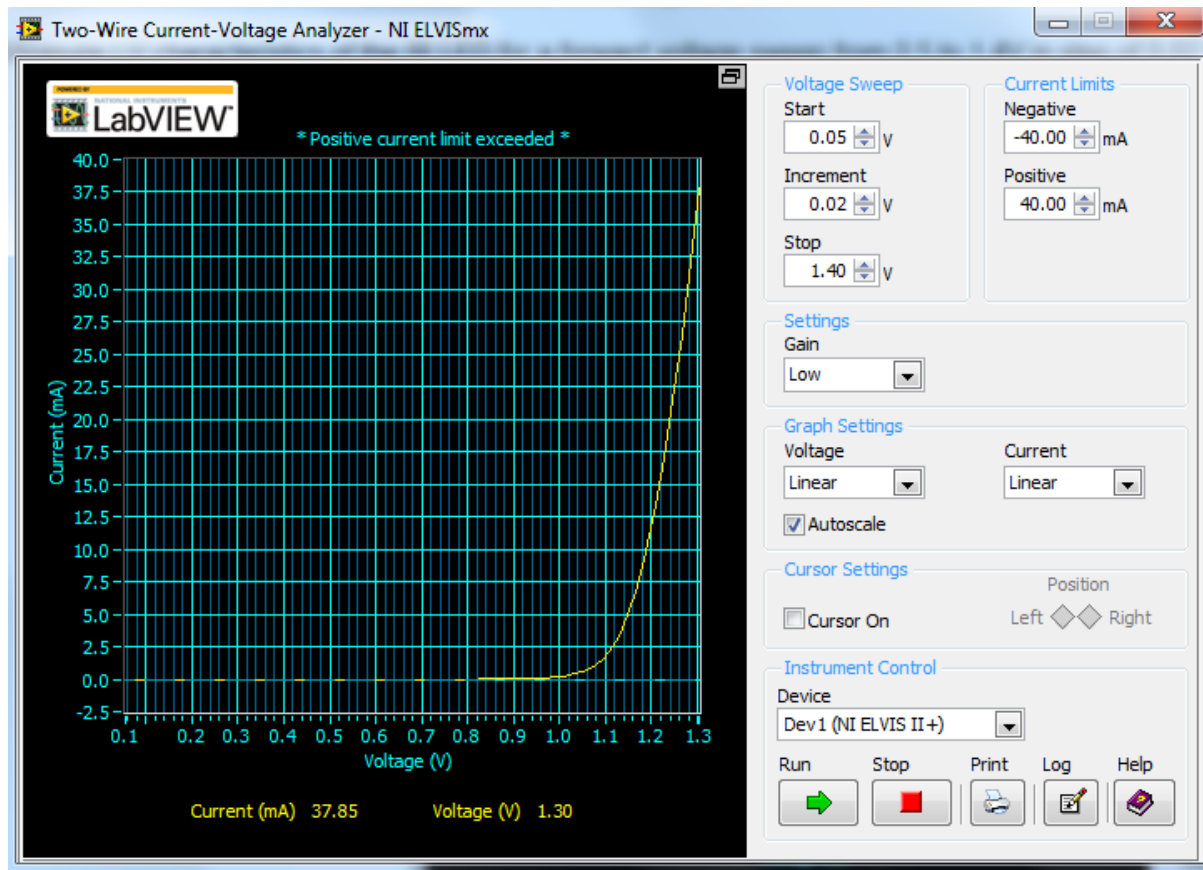 Two-Wire Current-Voltage Analyzer - NI ELVISmx
POWERED BY
NATIONAL INSTRUMENTS
LabVIEW™
* Positive current limit exceeded *
40.0
37.5
35.0
32.5
30.0
27.5
25.0
22.5
20.0
17.5
15.0
12.5
10.0
7.5
5.0
2.5
0.0
-2.5
Current (mA)
0.1 0.2 0.3 0.4 0.5 0.6 0.7 0.8 0.9 1.0 1.1 1.2 1.3
Voltage (V)
Current (mA) 37.85 Voltage (V) 1.30
Voltage Sweep
Start
0.05 V
Increment
0.02 V
Stop
1.40 V
Current Limits
Negative
-40.00 mA
Positive
40.00 mA
Settings
Gain
Low
Graph Settings
Voltage Current
Linear Linear
Autoscale
Cursor Settings
Position
Cursor On Left Right
Instrument Control
Device
Dev1 (NI ELVIS II+)
Run Stop Print Log Help